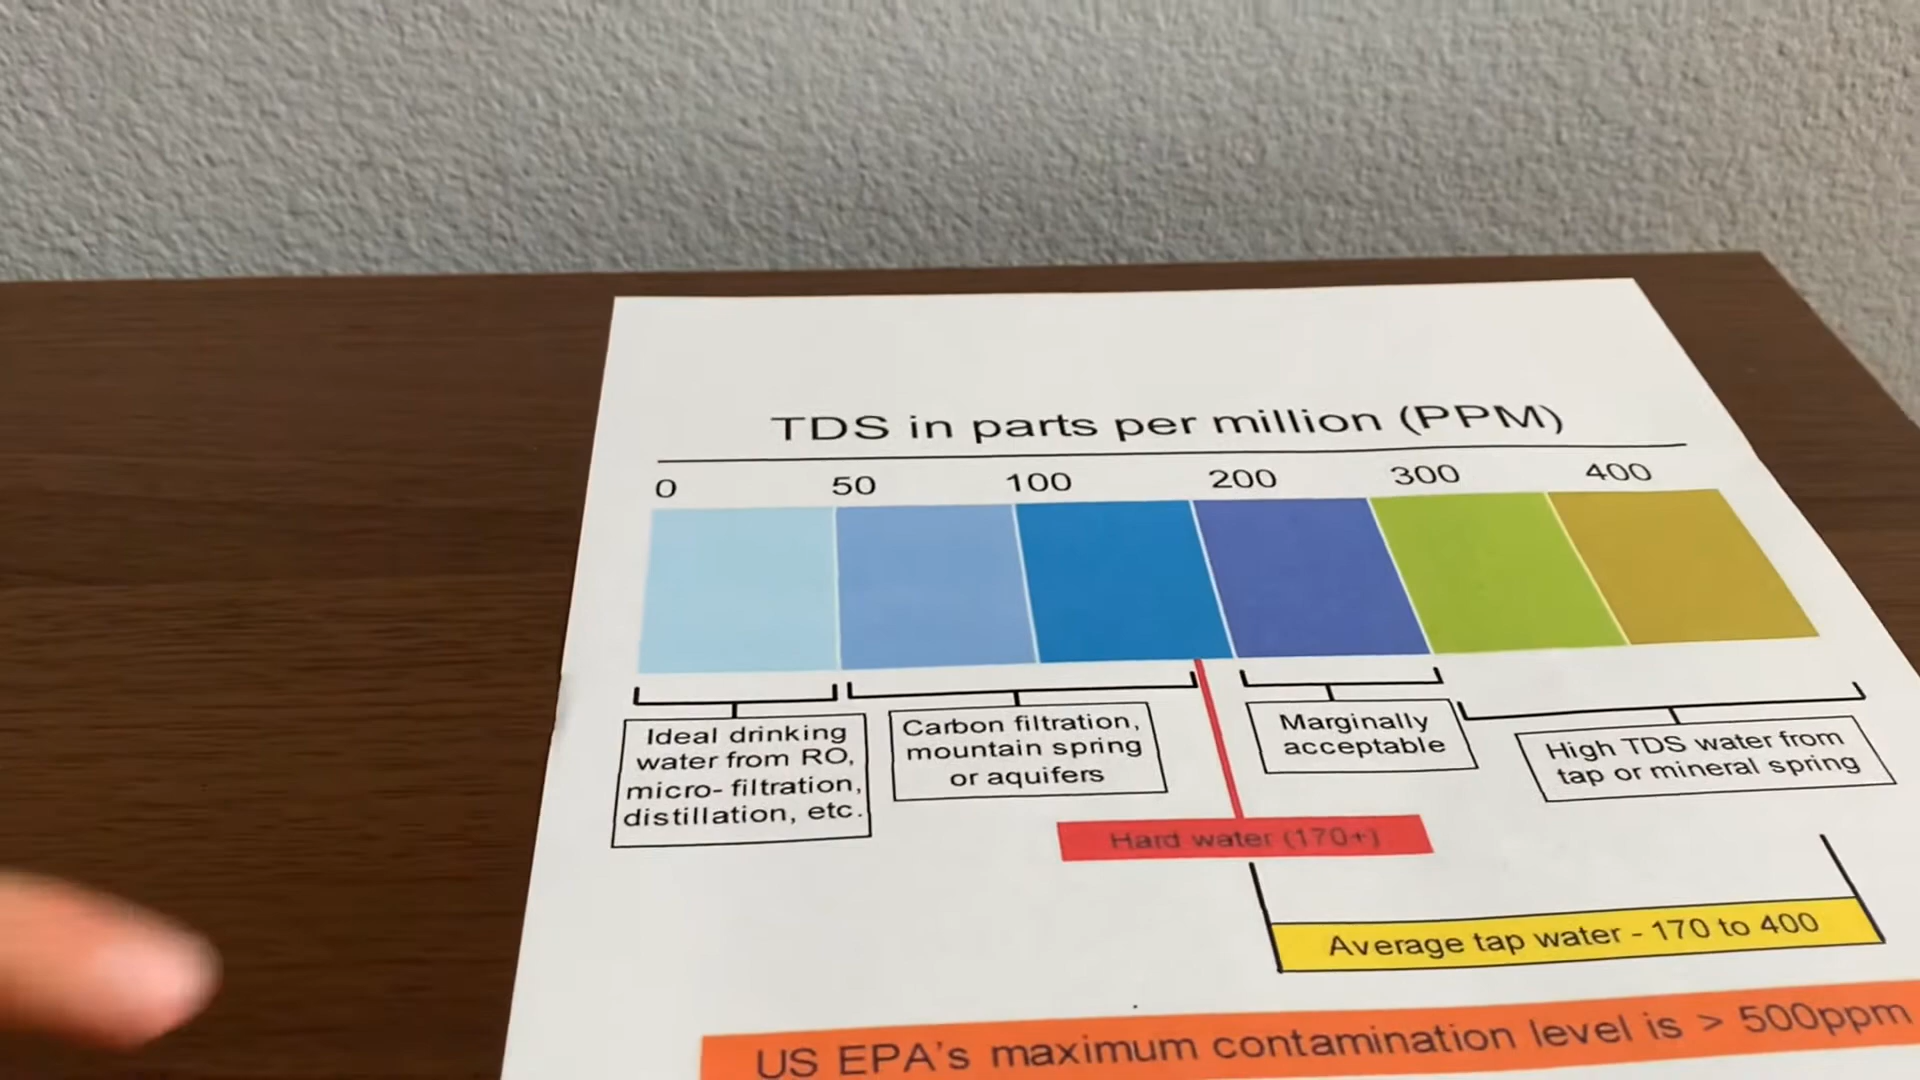 TDS in parts per million (PPM)
0 50 100 200 300 400
Ideal drinking
water from RO,
micro- filtration,
distillation, etc.
Carbon filtration,
mountain spring
or aquifers
Marginally
acceptable
High TDS water from
tap or mineral spring
Hard water (170+)
Average tap water - 170 to 400
US EPA's maximum contamination level is > 500ppm